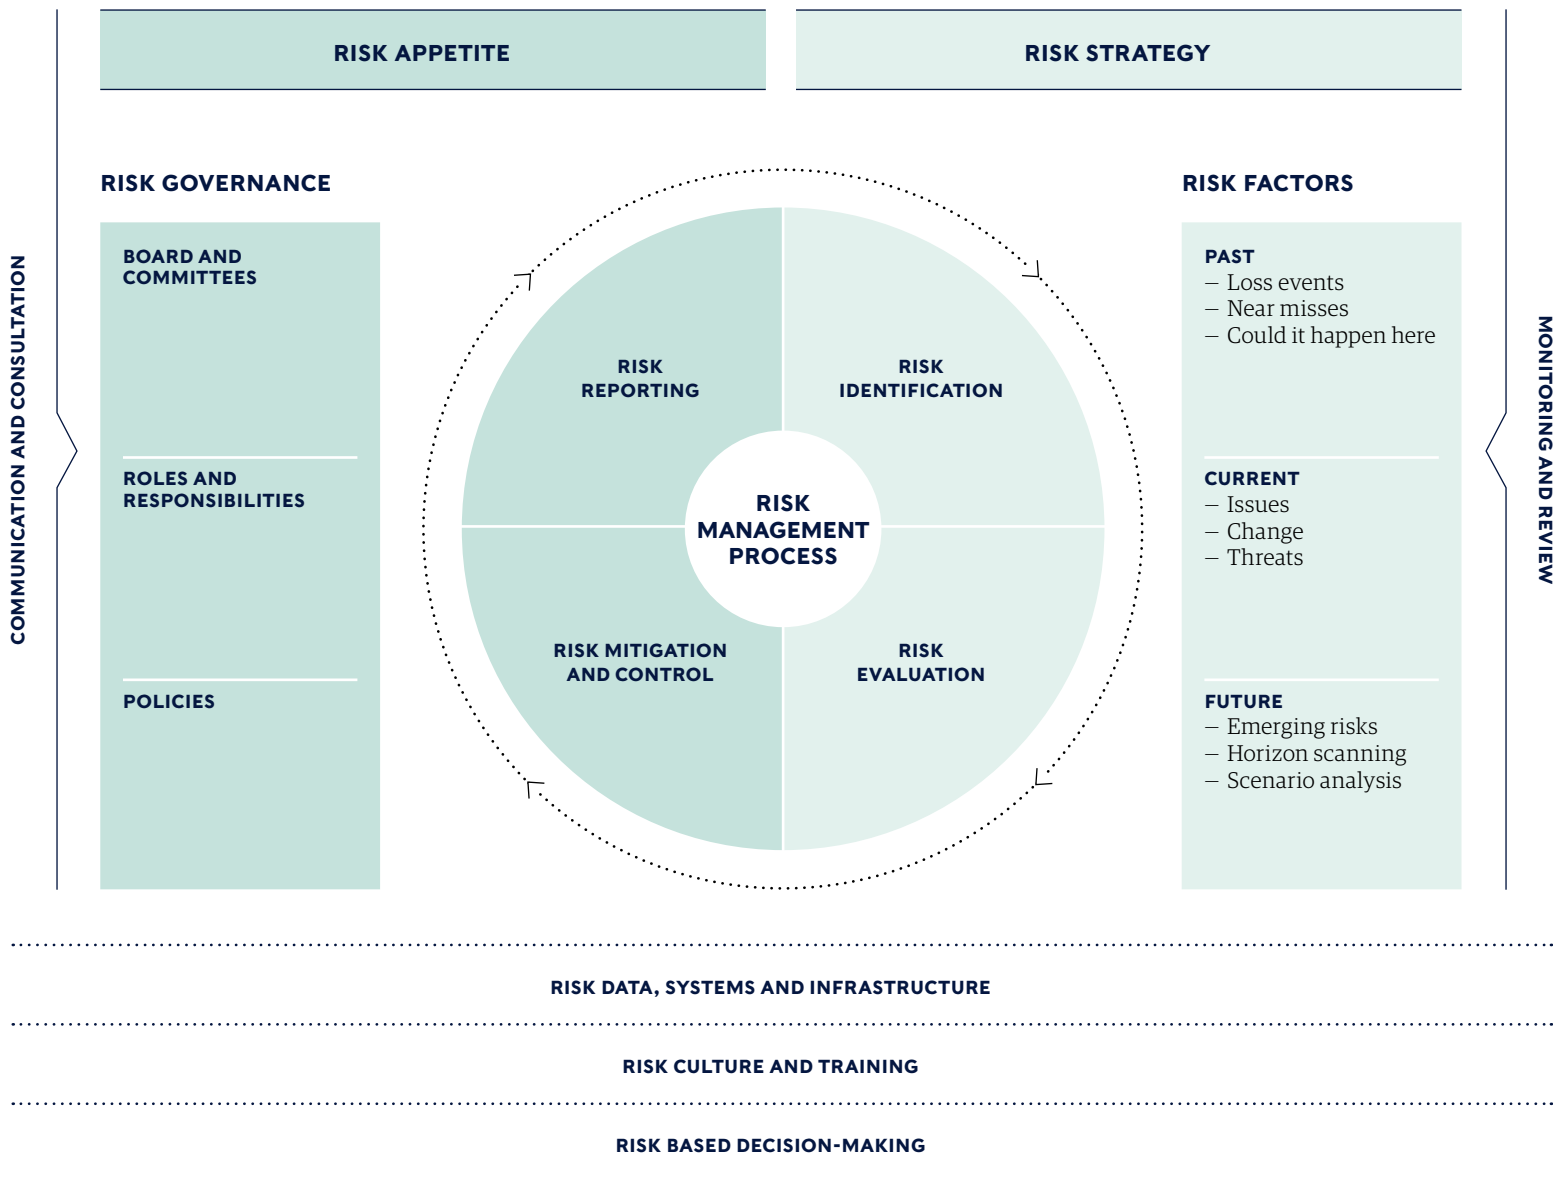 RISK APPETITE
RISK STRATEGY
COMMUNICATION AND CONSULTATION
RISK GOVERNANCE
BOARD AND
COMMITTEES
ROLES AND
RESPONSIBILITIES
POLICIES
RISK
REPORTING
RISK
IDENTIFICATION
RISK
MANAGEMENT
PROCESS
RISK MITIGATION
AND CONTROL
RISK
EVALUATION
RISK FACTORS
PAST
– Loss events
– Near misses
– Could it happen here
CURRENT
– Issues
– Change
– Threats
FUTURE
– Emerging risks
– Horizon scanning
– Scenario analysis
MONITORING AND REVIEW
RISK DATA, SYSTEMS AND INFRASTRUCTURE
RISK CULTURE AND TRAINING
RISK BASED DECISION-MAKING